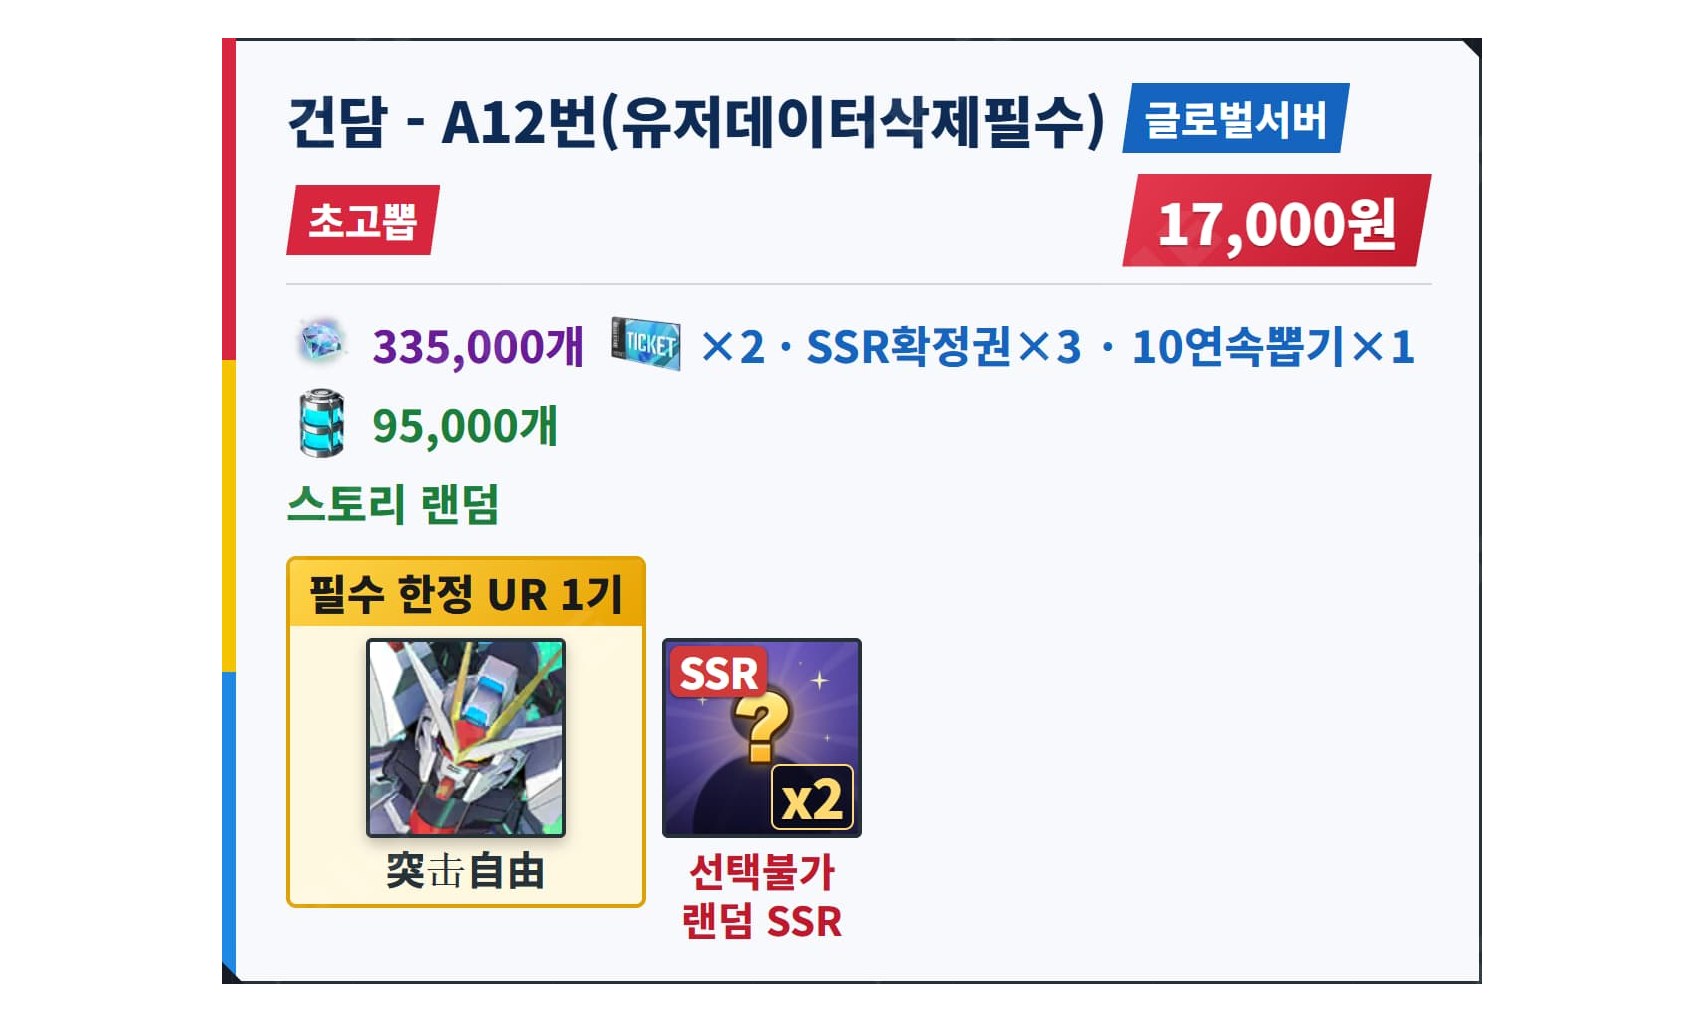 건담 - A12번(유저데이터삭제필수) 글로벌서버
초고뽑 17,000원
335,000개 TICKET ×2 · SSR확정권×3 · 10연속뽑기×1
95,000개
스토리 랜덤
필수 한정 UR 1기
SSR
?
x2
突击自由
선택불가
랜덤 SSR